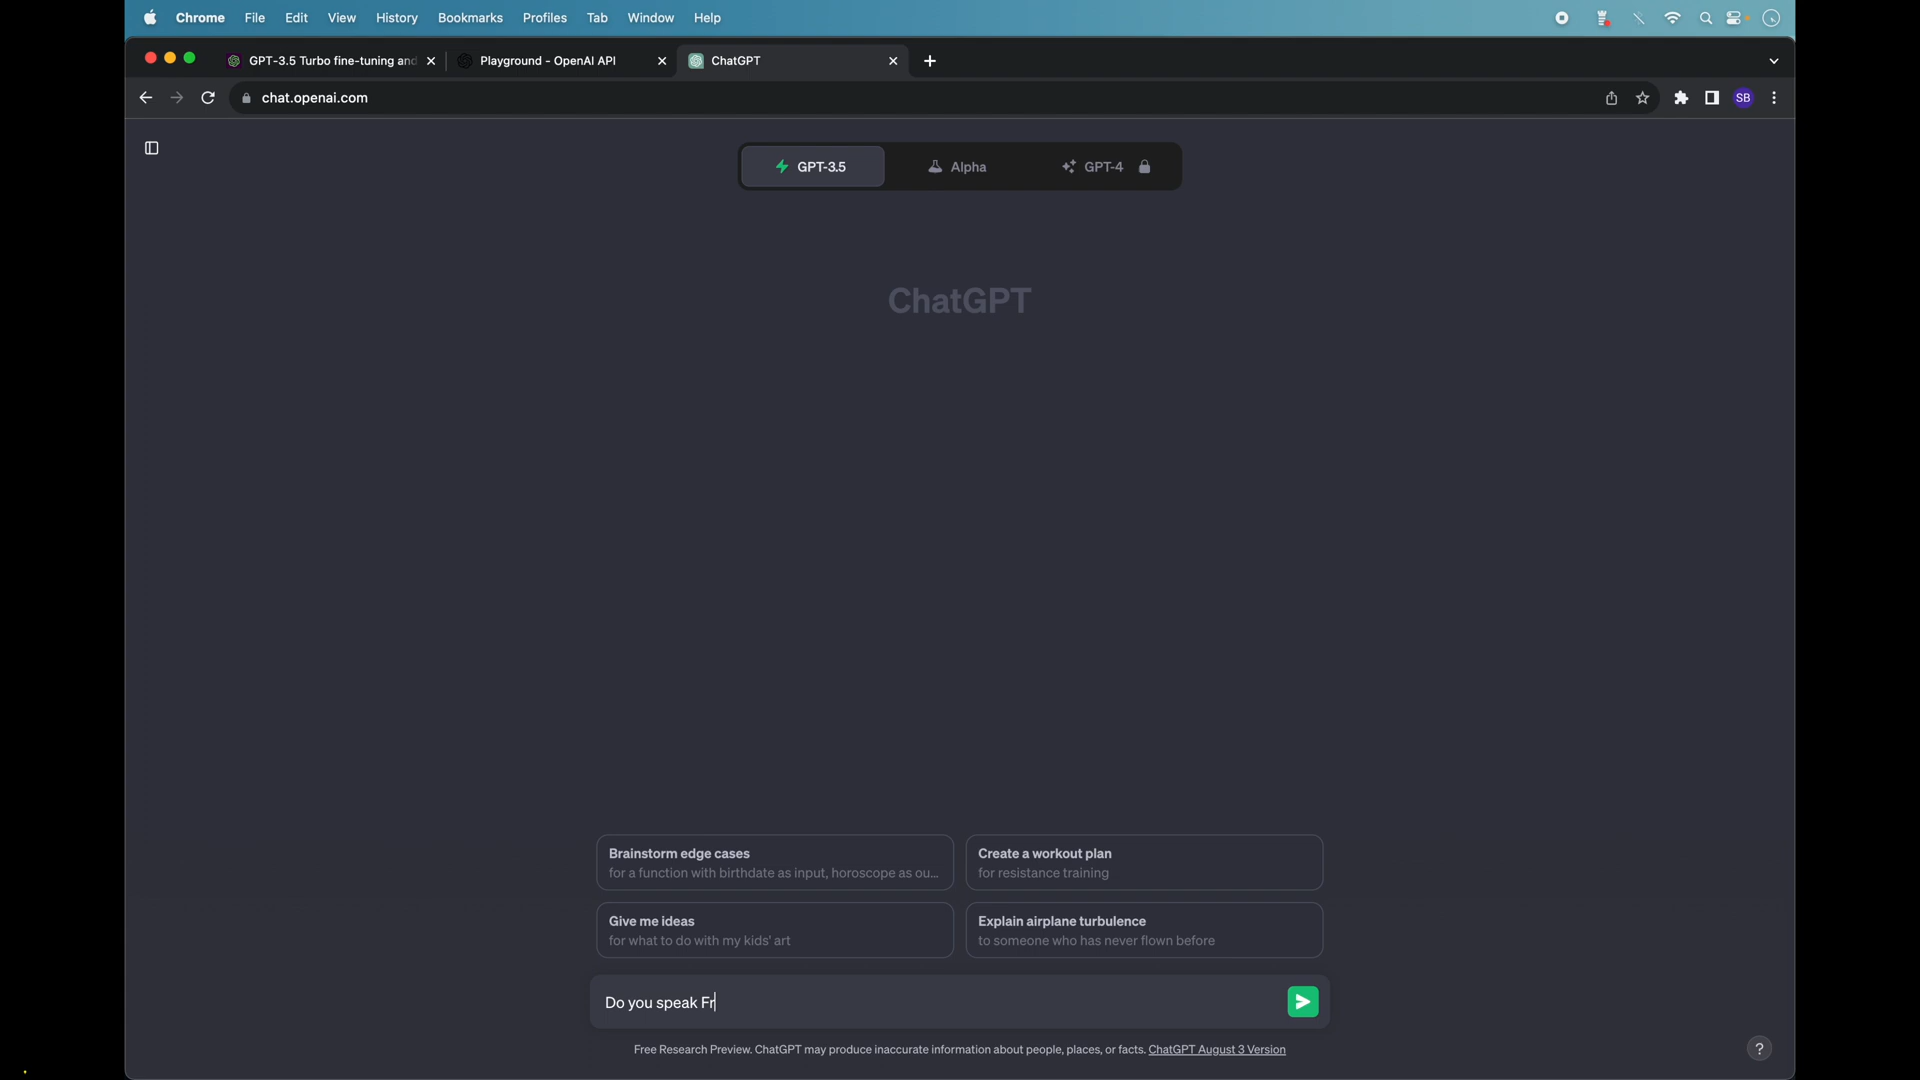 Chrome File Edit View History Bookmarks Profiles Tab Window Help
GPT-3.5 Turbo fine-tuning and Playground - OpenAI API ChatGPT
chat.openai.com SB
GPT-3.5 Alpha GPT-4
ChatGPT
Brainstorm edge cases
for a function with birthdate as input, horoscope as ou...
Create a workout plan
for resistance training
Give me ideas
for what to do with my kids' art
Explain airplane turbulence
to someone who has never flown before
Do you speak Fr
Free Research Preview. ChatGPT may produce inaccurate information about people, places, or facts. ChatGPT August 3 Version
?